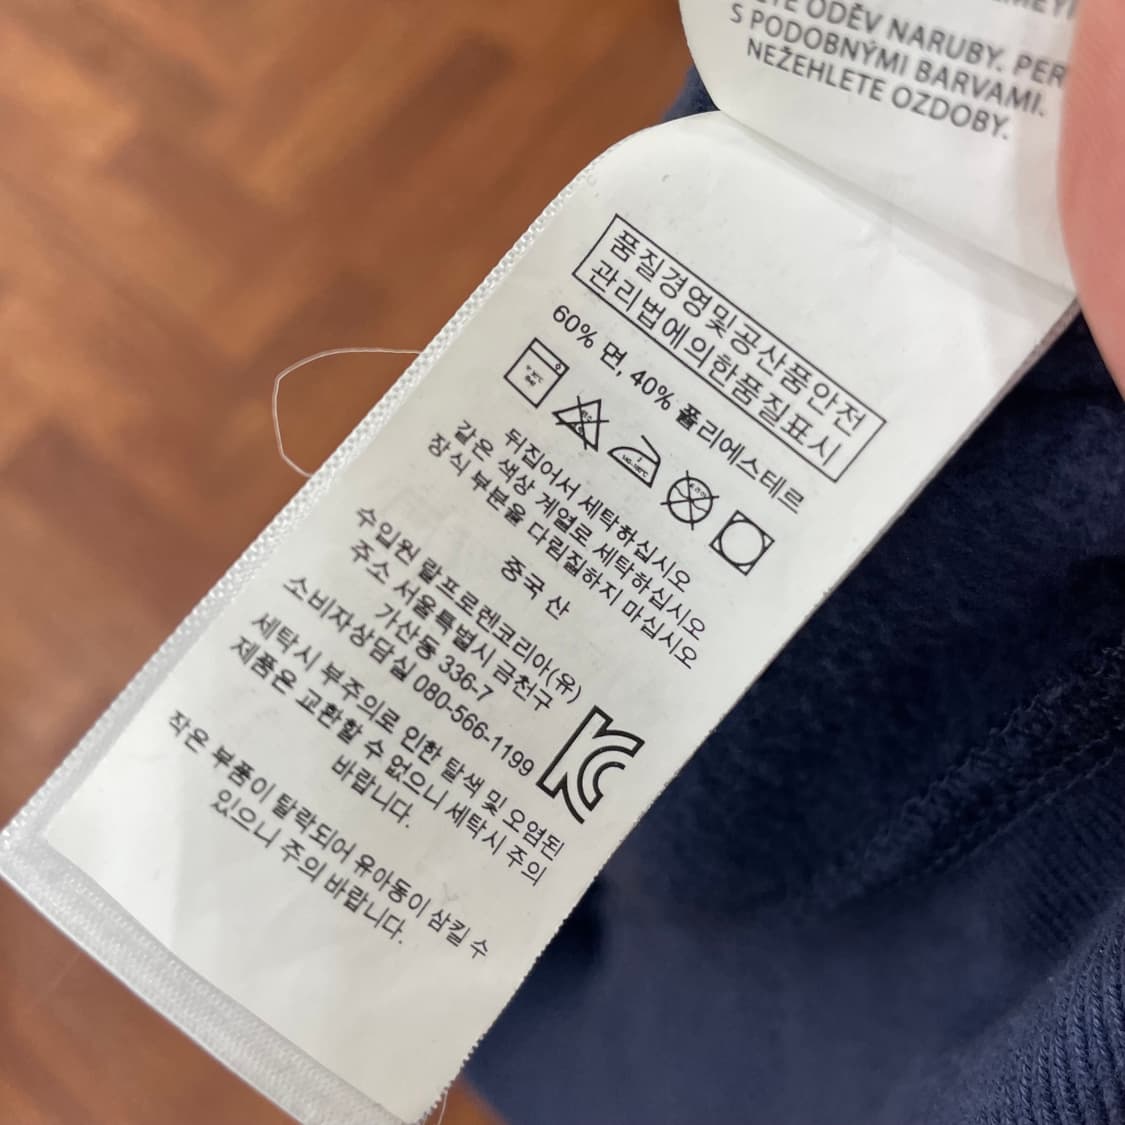 ODĚV NARUBY. PER
S PODOBNÝMI BARVAMI.
NEŽEHLETE OZDOBY.
품질경영및공산품안전
관리법에의한품질표시
60% 면, 40% 폴리에스테르
뒤집어서 세탁하십시오
같은 색상 계열로 세탁하십시오
장식 부분을 다림질하지 마십시오
중국 산
수입원 랄프로렌코리아(유)
주소 서울특별시 금천구
가산동 336-7
소비자상담실 080-566-1199
세탁시 부주의로 인한 탈색 및 오염된
제품은 교환할 수 없으니 세탁시 주의
바랍니다.
작은 부품이 탈락되어 유아동이 삼킬 수
있으니 주의 바랍니다.